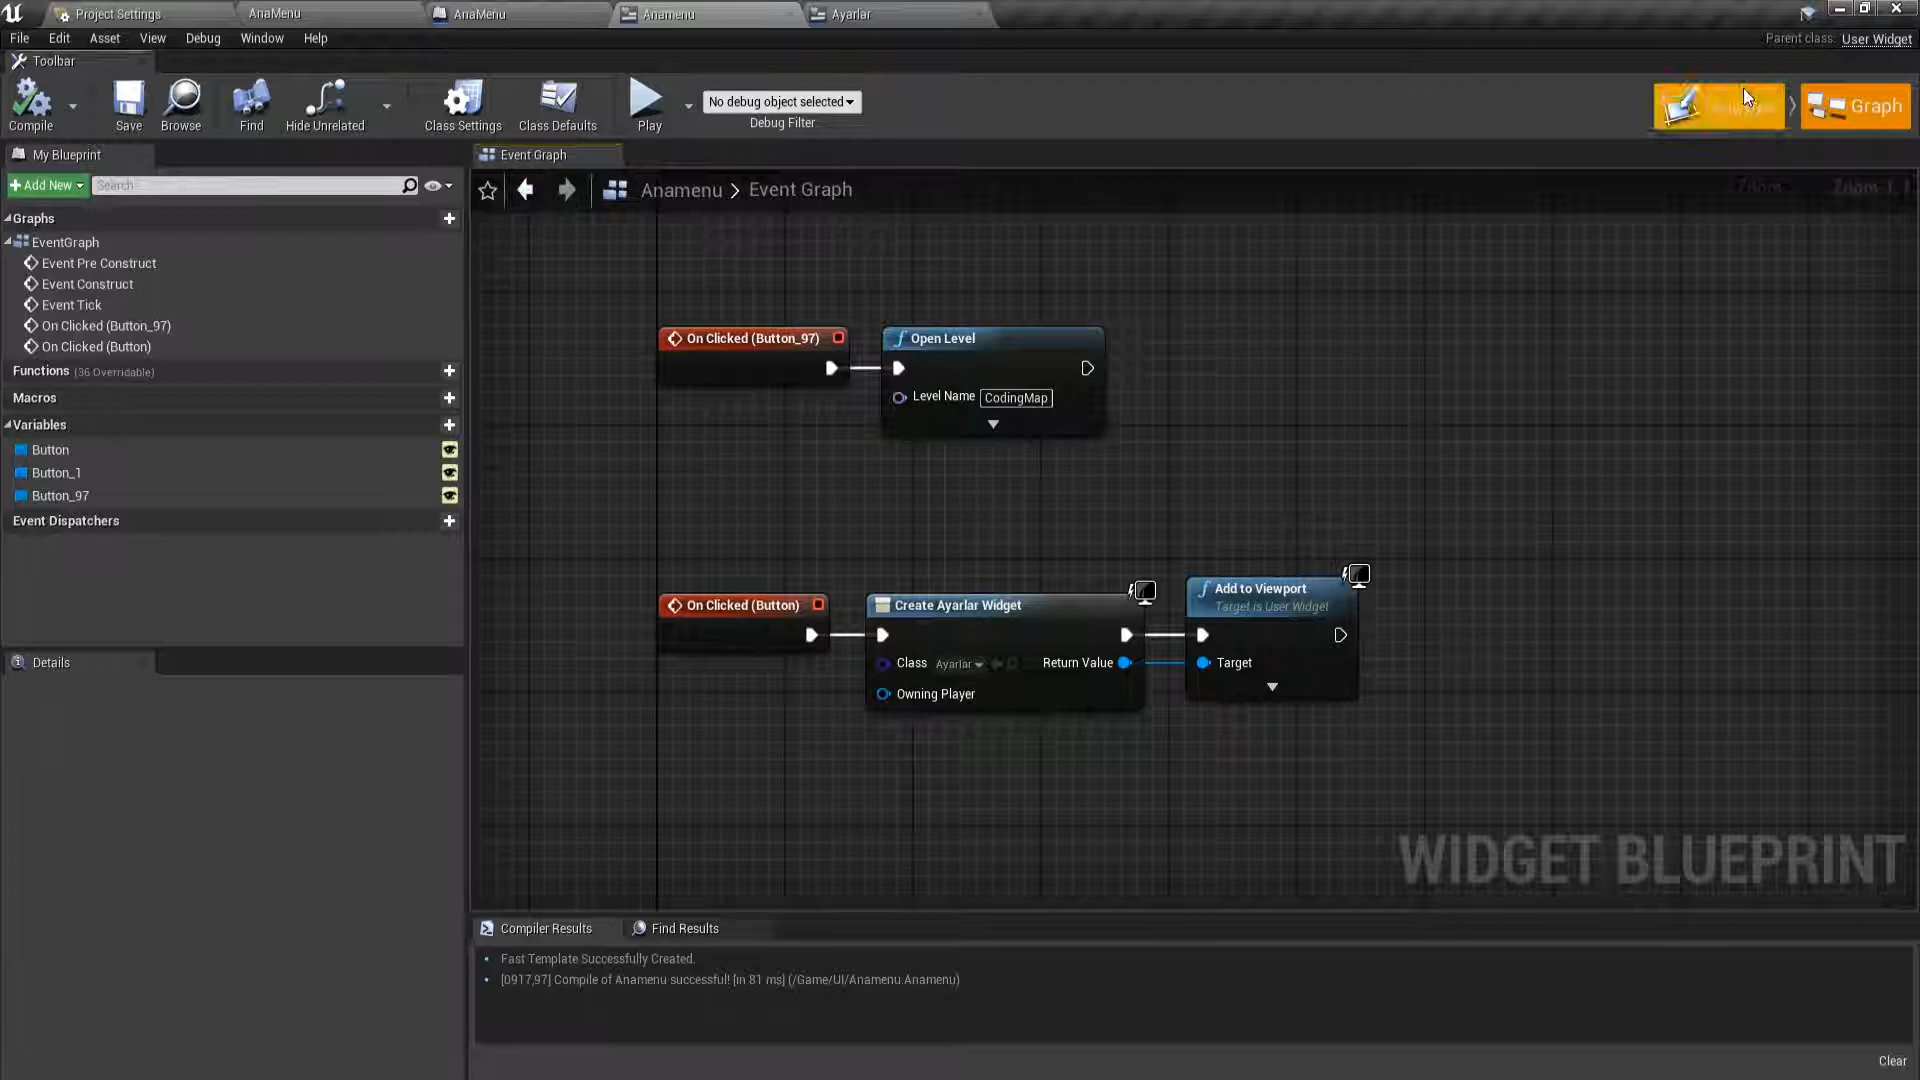 Project Settings
AnaMenu
AnaMenu
Anamenu
Ayarlar
File Edit Asset View Debug Window Help
Parent class: User Widget
Toolbar
Compile
Save
Browse
Find
Hide Unrelated
Class Settings
Class Defaults
Play
No debug object selected
Debug Filter
Graph
My Blueprint
Add New
Search
Graphs
EventGraph
Event Pre Construct
Event Construct
Event Tick
On Clicked (Button_97)
On Clicked (Button)
Functions (36 Overridable)
Macros
Variables
Button
Button_1
Button_97
Event Dispatchers
Details
Event Graph
Anamenu > Event Graph
On Clicked (Button_97)
Open Level
Level Name CodingMap
On Clicked (Button)
Create Ayarlar Widget
Class Ayarlar
Return Value
Owning Player
Add to Viewport
Target is User Widget
Target
WIDGET BLUEPRINT
Compiler Results
Find Results
Fast Template Successfully Created.
[0917,97] Compile of Anamenu successful! [in 81 ms] (/Game/UI/Anamenu.Anamenu)
Clear